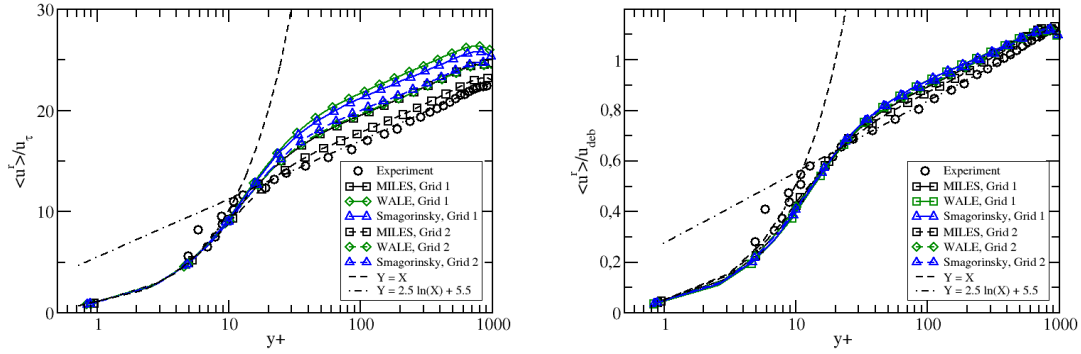 30
20
10
0
<u^r>/u_τ
1
10
100
1000
y+
Experiment
MILES, Grid 1
WALE, Grid 1
Smagorinsky, Grid 1
MILES, Grid 2
WALE, Grid 2
Smagorinsky, Grid 2
Y = X
Y = 2.5 ln(X) + 5.5
1
0,8
0,6
0,4
0,2
0
<u^r>/u_deb
1
10
100
1000
y+
Experiment
MILES, Grid 1
WALE, Grid 1
Smagorinsky, Grid 1
MILES, Grid 2
WALE, Grid 2
Smagorinsky, Grid 2
Y = X
Y = 2.5 ln(X) + 5.5